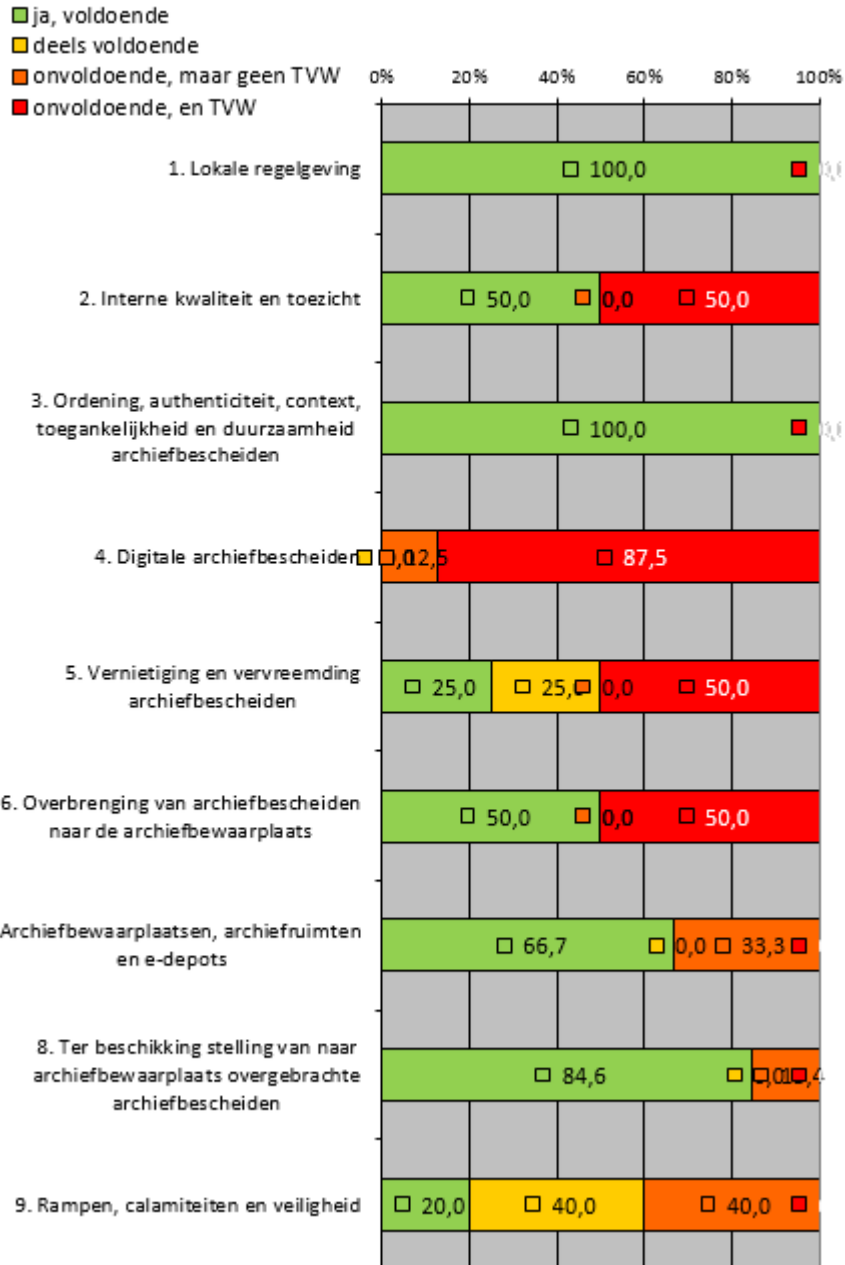 ja, voldoende
deels voldoende
onvoldoende, maar geen TVW
onvoldoende, en TVW
0% 20% 40% 60% 80% 100%
1. Lokale regelgeving
100,0
2. Interne kwaliteit en toezicht
50,0 0,0 50,0
3. Ordening, authenticiteit, context,
toegankelijkheid en duurzaamheid
archiefbescheiden
100,0
4. Digitale archiefbescheiden
12,5 87,5
5. Vernietiging en vervreemding
archiefbescheiden
25,0 25,0 0,0 50,0
6. Overbrenging van archiefbescheiden
naar de archiefbewaarplaats
50,0 0,0 50,0
Archiefbewaarplaatsen, archiefruimten
en e-depots
66,7 0,0 33,3
8. Ter beschikking stelling van naar
archiefbewaarplaats overgebrachte
archiefbescheiden
84,6
9. Rampen, calamiteiten en veiligheid
20,0 40,0 40,0